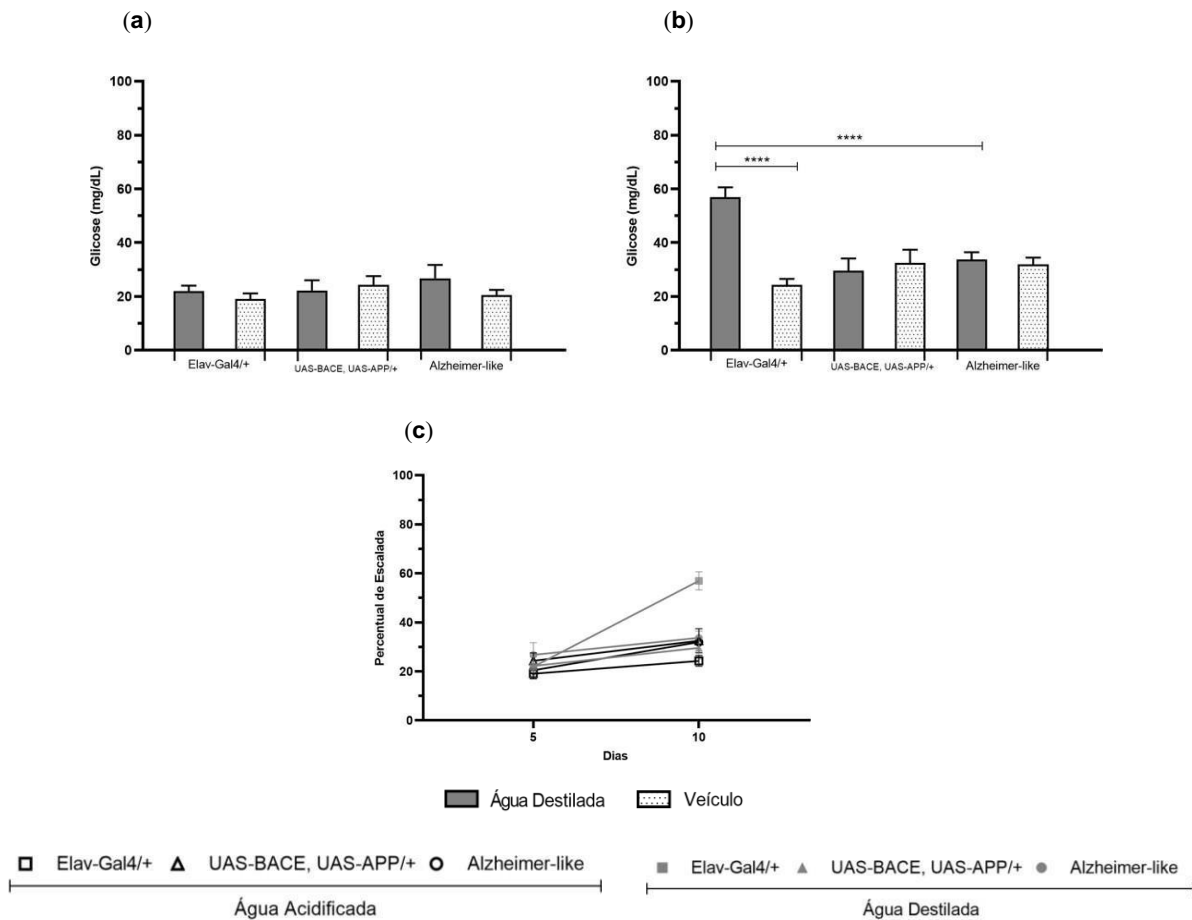 (a)
100
80
60
40
20
0
Glicose (mg/dL)
Elav-Gal4/+
UAS-BACE, UAS-APP/+
Alzheimer-like
(b)
100
80
60
40
20
0
Glicose (mg/dL)
****
****
Elav-Gal4/+
UAS-BACE, UAS-APP/+
Alzheimer-like
(c)
100
80
60
40
20
0
Percentual de Escalada
5
10
Dias
Água Destilada
Veículo
Elav-Gal4/+ UAS-BACE, UAS-APP/+ Alzheimer-like
Água Acidificada
Elav-Gal4/+ UAS-BACE, UAS-APP/+ Alzheimer-like
Água Destilada